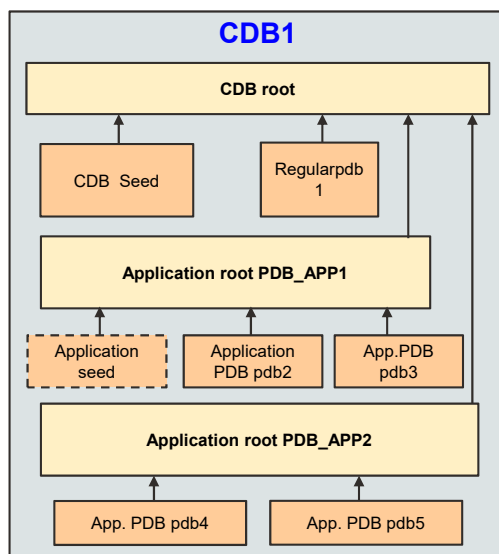 CDB1
CDB root
CDB Seed
Regularpdb
1
Application root PDB_APP1
Application
seed
Application
PDB pdb2
App.PDB
pdb3
Application root PDB_APP2
App. PDB pdb4
App. PDB pdb5